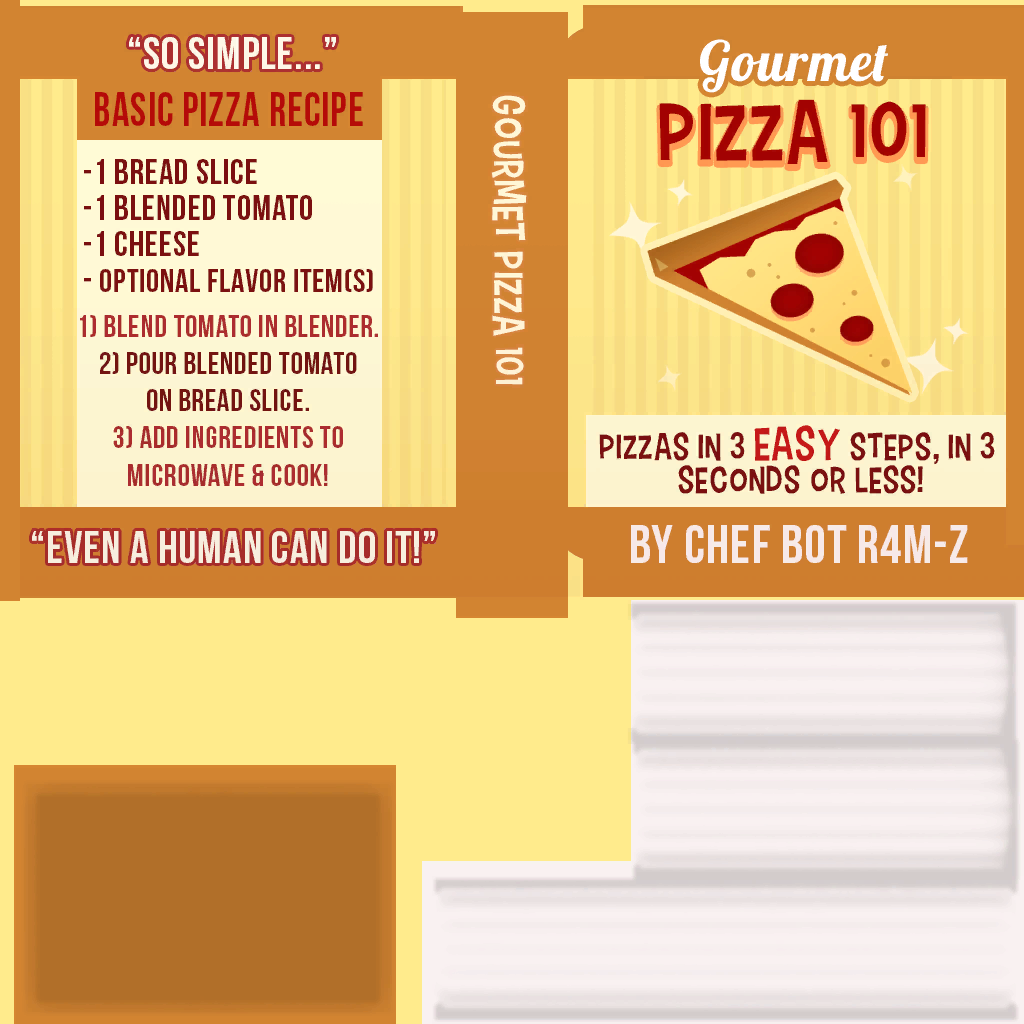 “SO SIMPLE...”
BASIC PIZZA RECIPE
-1 BREAD SLICE
-1 BLENDED TOMATO
-1 CHEESE
- OPTIONAL FLAVOR ITEM(S)
1) BLEND TOMATO IN BLENDER.
2) POUR BLENDED TOMATO
ON BREAD SLICE.
3) ADD INGREDIENTS TO
MICROWAVE & COOK!
“EVEN A HUMAN CAN DO IT!”
GOURMET PIZZA 101
Gourmet
PIZZA 101
PIZZAS IN 3 EASY STEPS, IN 3
SECONDS OR LESS!
BY CHEF BOT R4M-Z